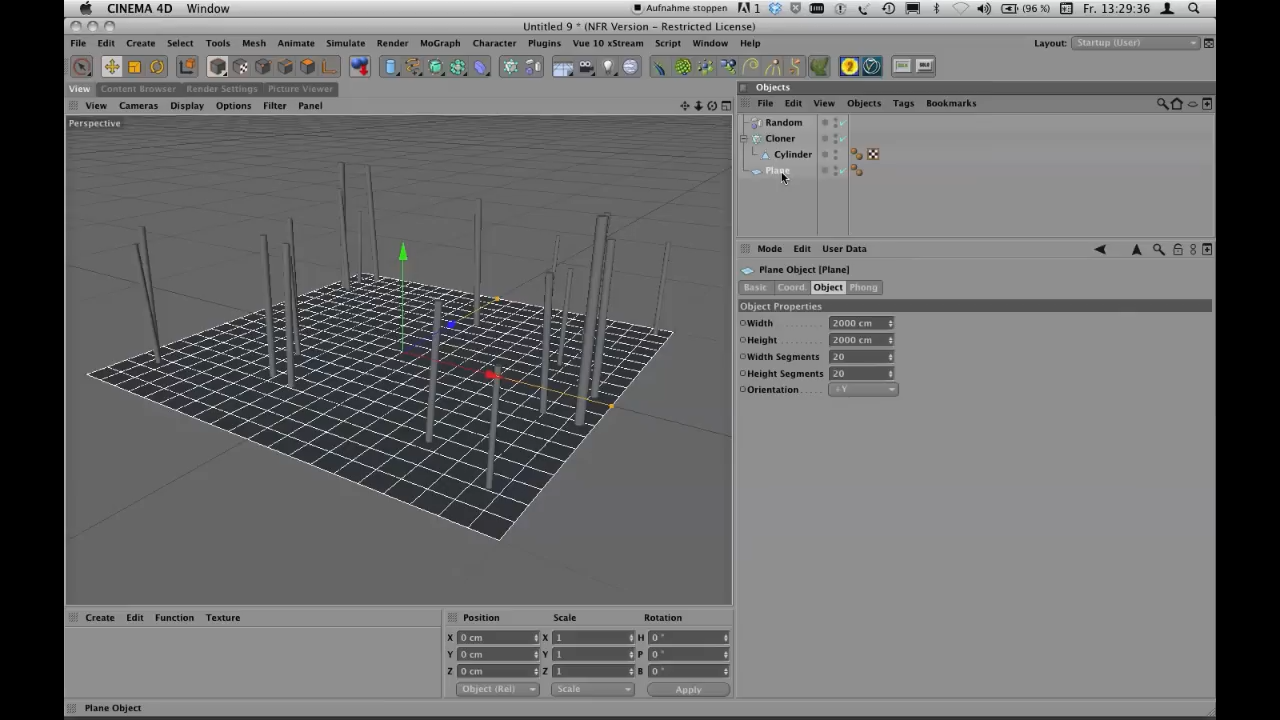 CINEMA 4D Window Aufnahme stoppen 1 (96 %) Fr. 13:29:36
Untitled 9 * (NFR Version - Restricted License)
File Edit Create Select Tools Mesh Animate Simulate Render MoGraph Character Plugins Vue 10 xStream Script Window Help Layout: Startup (User)
View Content Browser Render Settings Picture Viewer
View Cameras Display Options Filter Panel
Perspective
Objects
File Edit View Objects Tags Bookmarks
Random
Cloner
Cylinder
Plane
Mode Edit User Data
Plane Object [Plane]
Basic Coord. Object Phong
Object Properties
Width 2000 cm
Height 2000 cm
Width Segments 20
Height Segments 20
Orientation +Y
Create Edit Function Texture
Position Scale Rotation
X 0 cm X 1 H 0 °
Y 0 cm Y 1 P 0 °
Z 0 cm Z 1 B 0 °
Object (Rel) Scale Apply
Plane Object